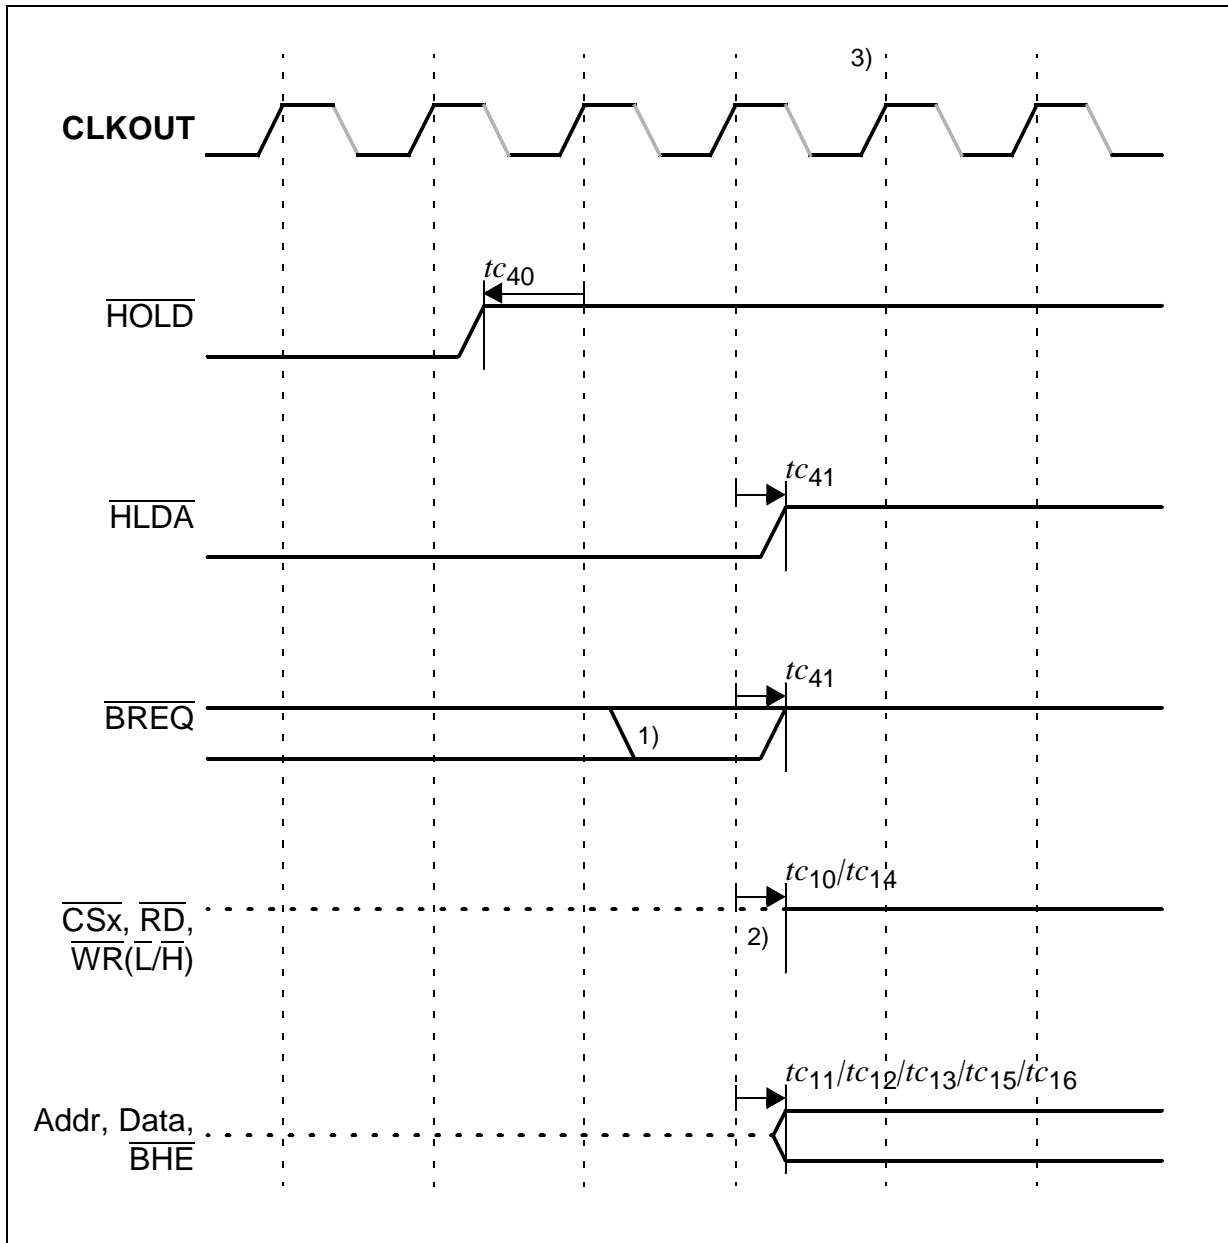 3)
CLKOUT
tc40
HOLD
tc41
HLDA
tc41
BREQ
1)
tc10/tc14
CSx, RD,
WR(L/H)
2)
tc11/tc12/tc13/tc15/tc16
Addr, Data,
BHE